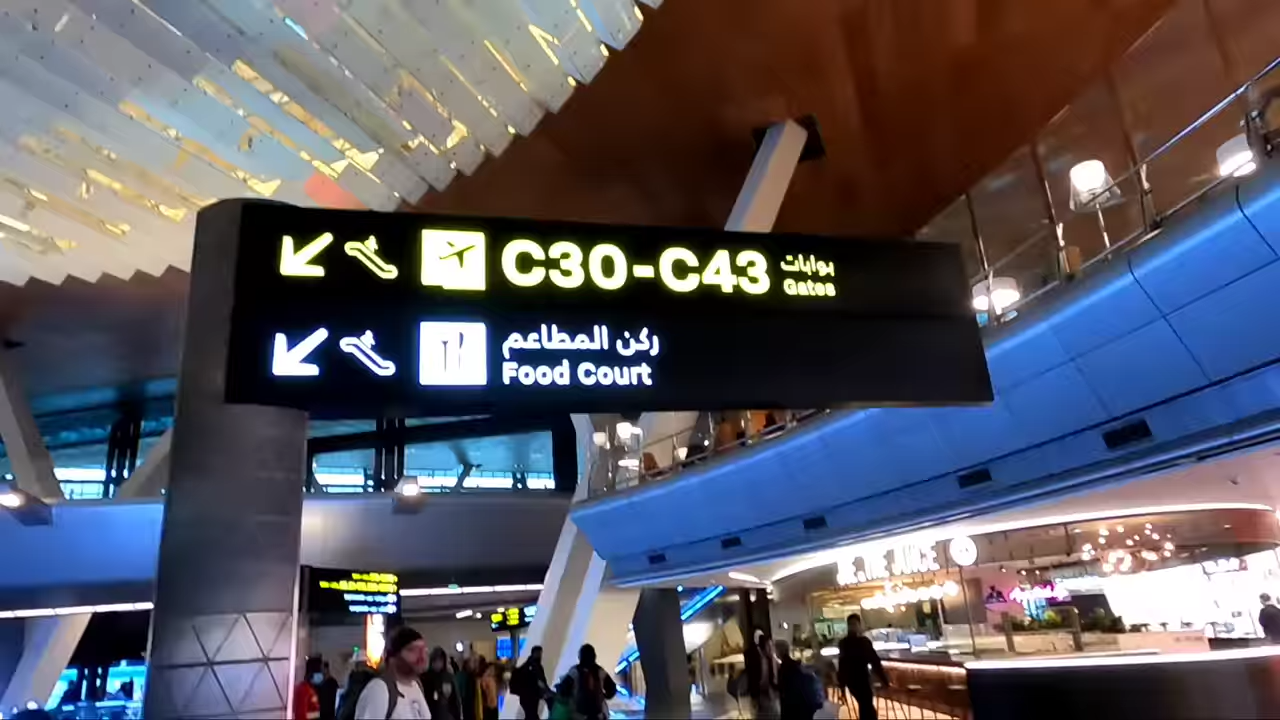 C30-C43 بوابات
Gates
ركن المطاعم
Food Court